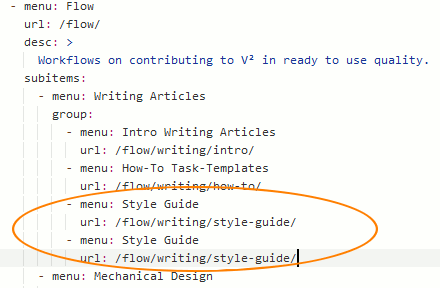 - menu: Flow
url: /flow/
desc: >
Workflows on contributing to V² in ready to use quality.
subitems:
- menu: Writing Articles
group:
- menu: Intro Writing Articles
url: /flow/writing/intro/
- menu: How-To Task-Templates
url: /flow/writing/how-to/
- menu: Style Guide
url: /flow/writing/style-guide/
- menu: Style Guide
url: /flow/writing/style-guide/
- menu: Mechanical Design